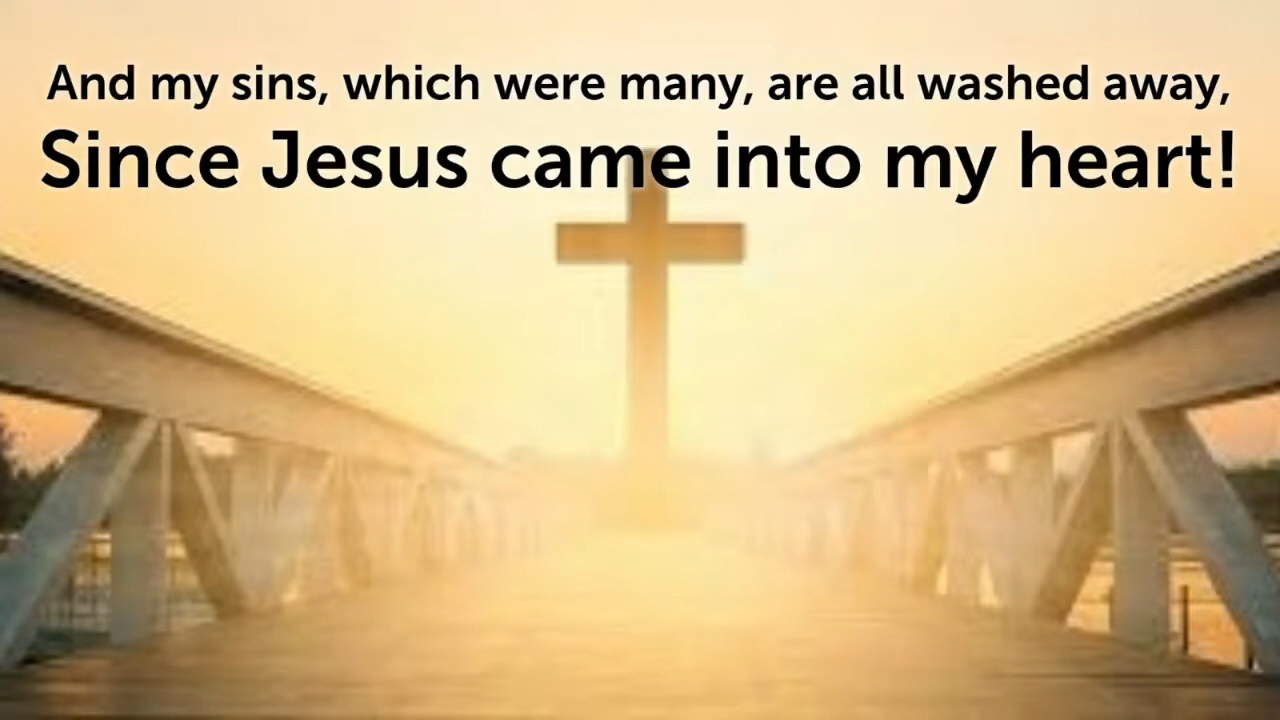 And my sins, which were many, are all washed away,
Since Jesus came into my heart!